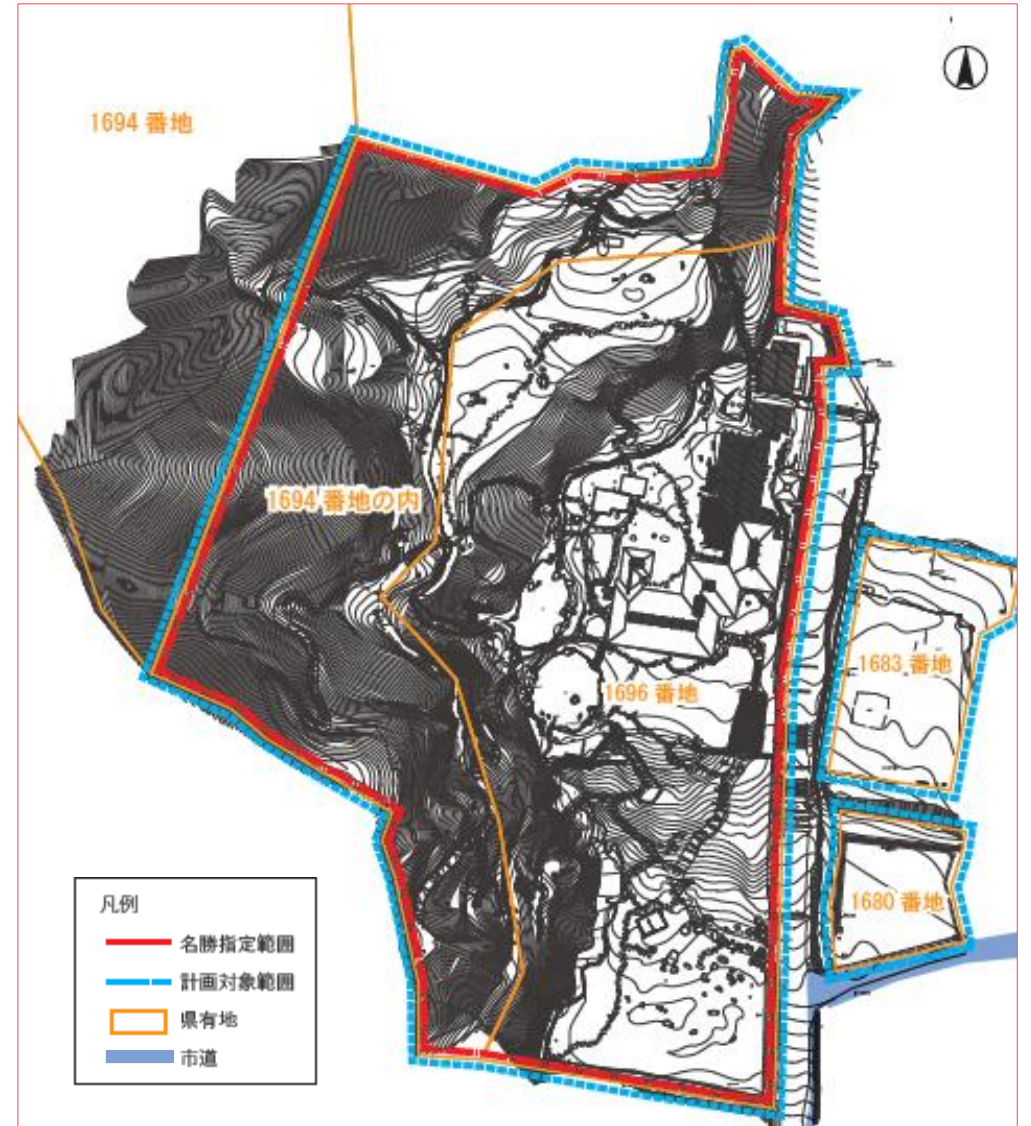 1694 番地
1694 番地の内
1683 番地
1696 番地
1680 番地
凡例
名勝指定範囲
計画対象範囲
県有地
市道